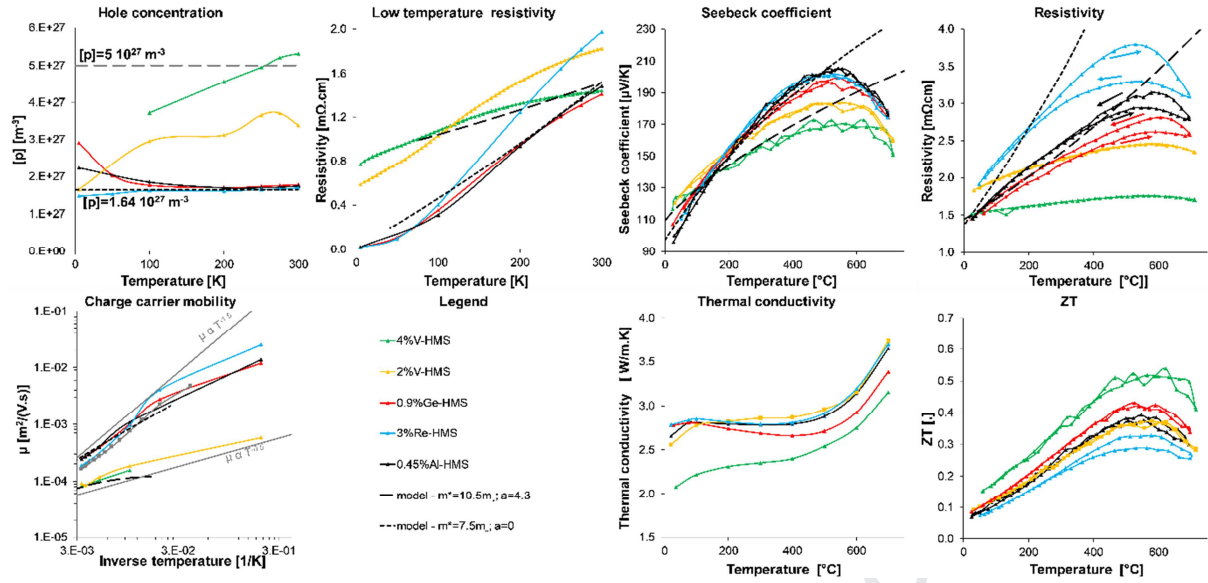 Hole concentration
6.E+27
5.E+27
4.E+27
3.E+27
2.E+27
1.E+27
0.E+00
[p]=5 10²⁷ m⁻³
[p]=1.64 10²⁷ m⁻³
[p] [m⁻³]
0 100 200 300
Temperature [K]
Low temperature resistivity
2.0
1.6
1.2
0.8
0.4
0.0
Resistivity [mΩ.cm]
0 100 200 300
Temperature [K]
Seebeck coefficient
210
190
170
150
130
110
90
Seebeck coefficient [µV/K]
0 200 400 600
Temperature [°C]
Resistivity
4.0
3.5
3.0
2.5
2.0
1.5
1.0
Resistivity [mΩcm]
0 200 400 600
Temperature [°C]]
Charge carrier mobility
1.E-01
1.E-02
1.E-03
1.E-04
1.E-05
µ [m²/(V.s)]
µ α T⁻¹·⁵
3.E-03 3.E-02 3.E-01
Inverse temperature [1/K]
Legend
4%V-HMS
2%V-HMS
0.9%Ge-HMS
3%Re-HMS
0.45%Al-HMS
model - m*=10.5mₑ; a=4.3
model - m*=7.5mₑ; a=0
Thermal conductivity
4.0
3.5
3.0
2.5
2.0
1.5
Thermal conductivity [ W/m.K]
0 200 400 600
Temperature [°C]
ZT
0.7
0.6
0.5
0.4
0.3
0.2
0.1
0.0
ZT [.]
0 200 400 600
Temperature [°C]